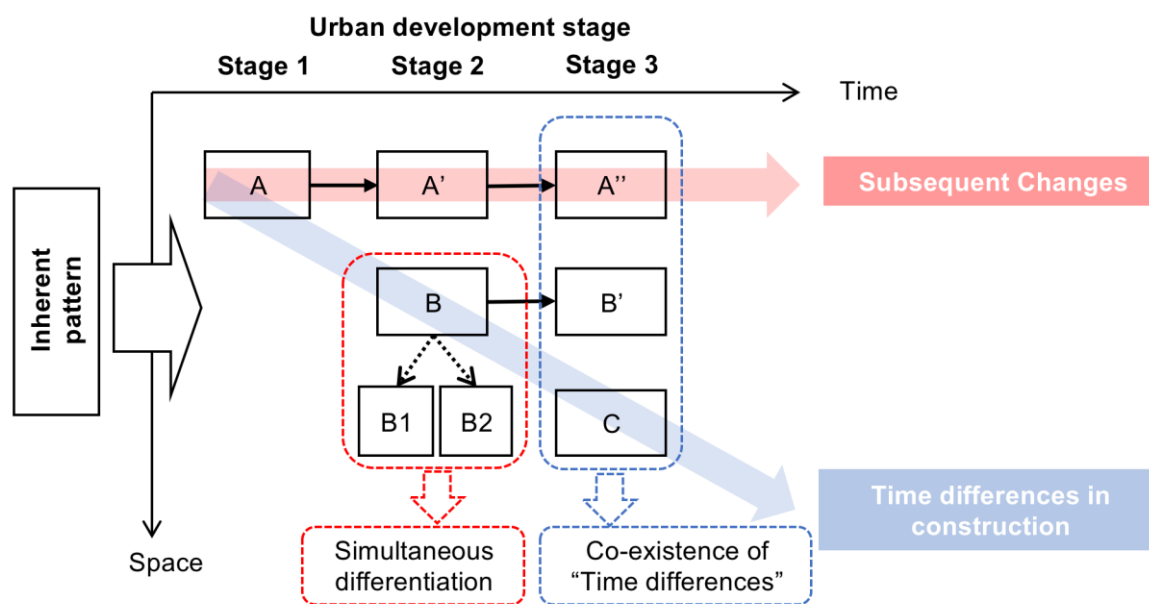 Urban development stage
Stage 1
Stage 2
Stage 3
Time
A
A’
A’’
Subsequent Changes
Inherent
pattern
B
B’
B1
B2
C
Time differences in
construction
Space
Simultaneous
differentiation
Co-existence of
“Time differences”